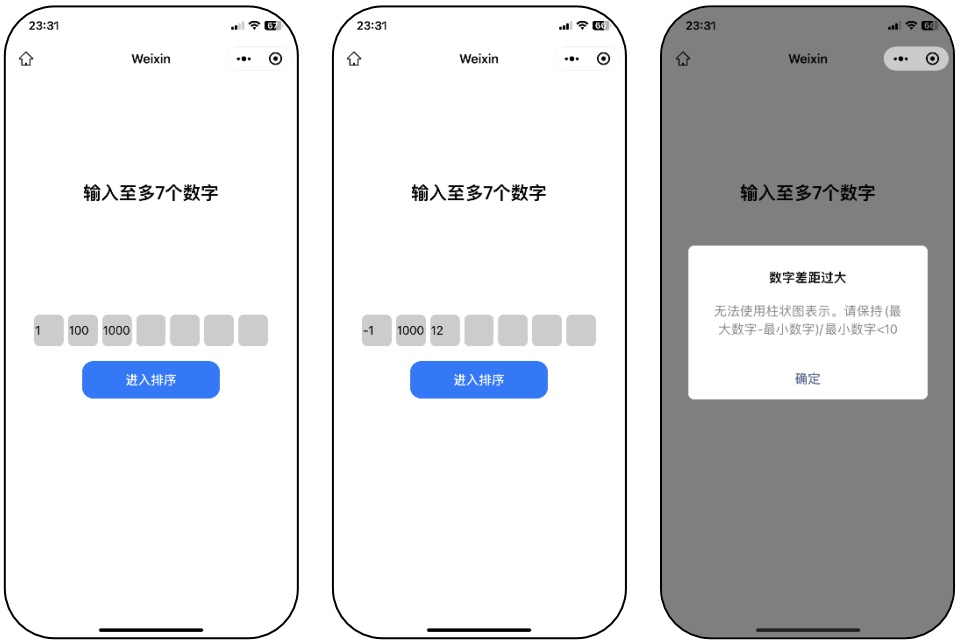 23:31
Weixin
输入至多7个数字
1 100 1000
进入排序
23:31
Weixin
输入至多7个数字
-1 1000 12
进入排序
23:31
Weixin
输入至多7个数字
数字差距过大
无法使用柱状图表示。请保持(最
大数字-最小数字)/最小数字<10
确定